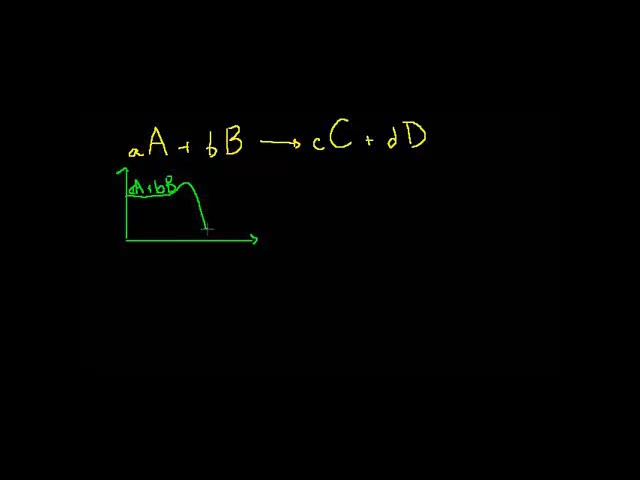 aA + bB → cC + dD
aA + bB